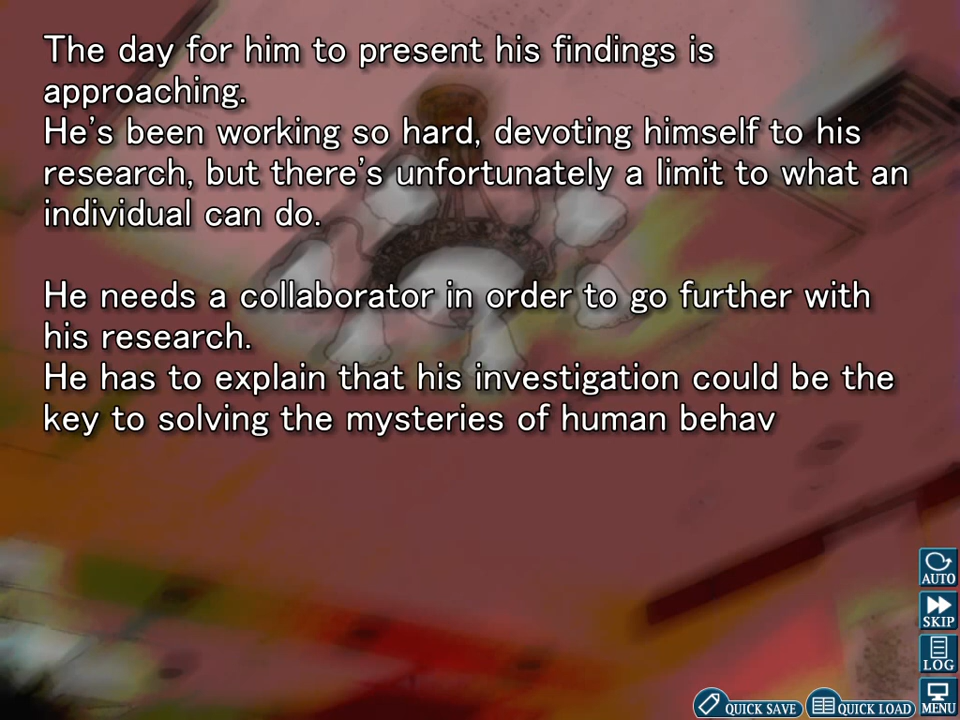 The day for him to present his findings is
approaching.
He's been working so hard, devoting himself to his
research, but there's unfortunately a limit to what an
individual can do.
He needs a collaborator in order to go further with
his research.
He has to explain that his investigation could be the
key to solving the mysteries of human behav
AUTO
SKIP
LOG
QUICK SAVE
QUICK LOAD
MENU